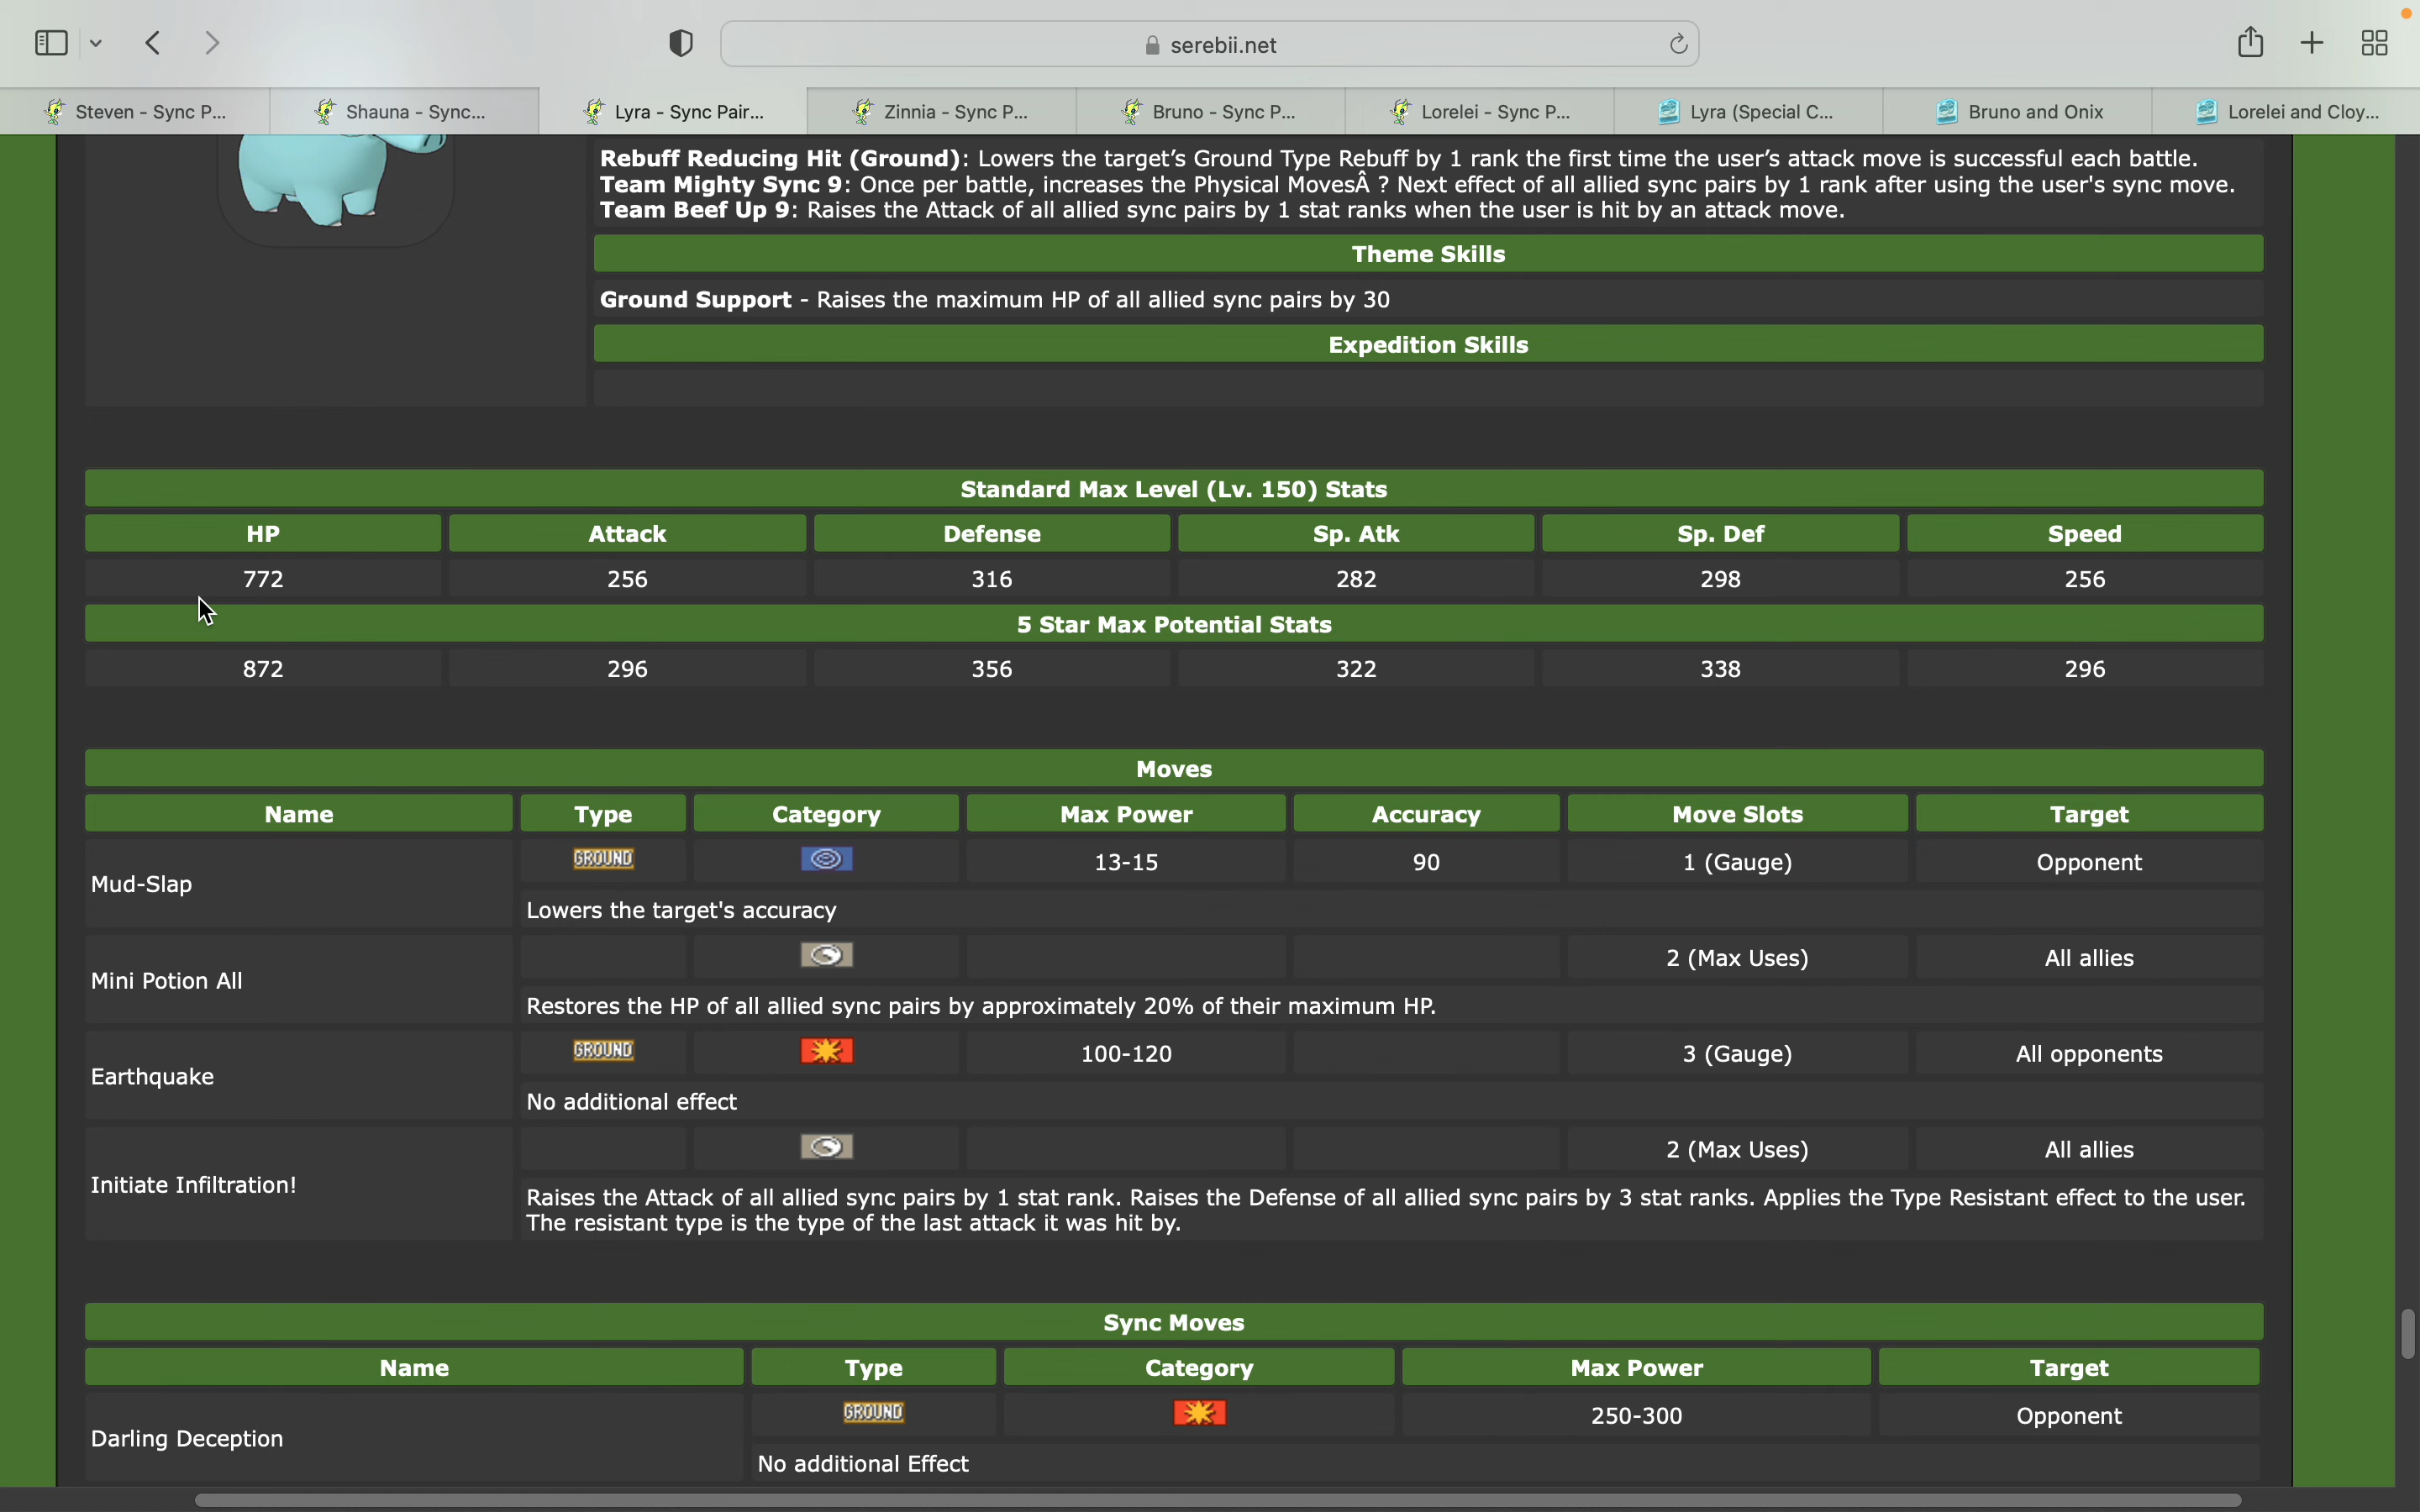 serebii.net
Steven - Sync P...
Shauna - Sync...
Lyra - Sync Pair...
Zinnia - Sync P...
Bruno - Sync P...
Lorelei - Sync P...
Lyra (Special C...
Bruno and Onix
Lorelei and Cloy...
Rebuff Reducing Hit (Ground): Lowers the target’s Ground Type Rebuff by 1 rank the first time the user’s attack move is successful each battle.
Team Mighty Sync 9: Once per battle, increases the Physical MovesÂ ? Next effect of all allied sync pairs by 1 rank after using the user's sync move.
Team Beef Up 9: Raises the Attack of all allied sync pairs by 1 stat ranks when the user is hit by an attack move.
Theme Skills
Ground Support - Raises the maximum HP of all allied sync pairs by 30
Expedition Skills
Standard Max Level (Lv. 150) Stats
HP Attack Defense Sp. Atk Sp. Def Speed
772 256 316 282 298 256
5 Star Max Potential Stats
872 296 356 322 338 296
Moves
Name Type Category Max Power Accuracy Move Slots Target
Mud-Slap GROUND 13-15 90 1 (Gauge) Opponent
Lowers the target's accuracy
Mini Potion All 2 (Max Uses) All allies
Restores the HP of all allied sync pairs by approximately 20% of their maximum HP.
Earthquake GROUND 100-120 3 (Gauge) All opponents
No additional effect
Initiate Infiltration! 2 (Max Uses) All allies
Raises the Attack of all allied sync pairs by 1 stat rank. Raises the Defense of all allied sync pairs by 3 stat ranks. Applies the Type Resistant effect to the user.
The resistant type is the type of the last attack it was hit by.
Sync Moves
Name Type Category Max Power Target
Darling Deception GROUND 250-300 Opponent
No additional Effect